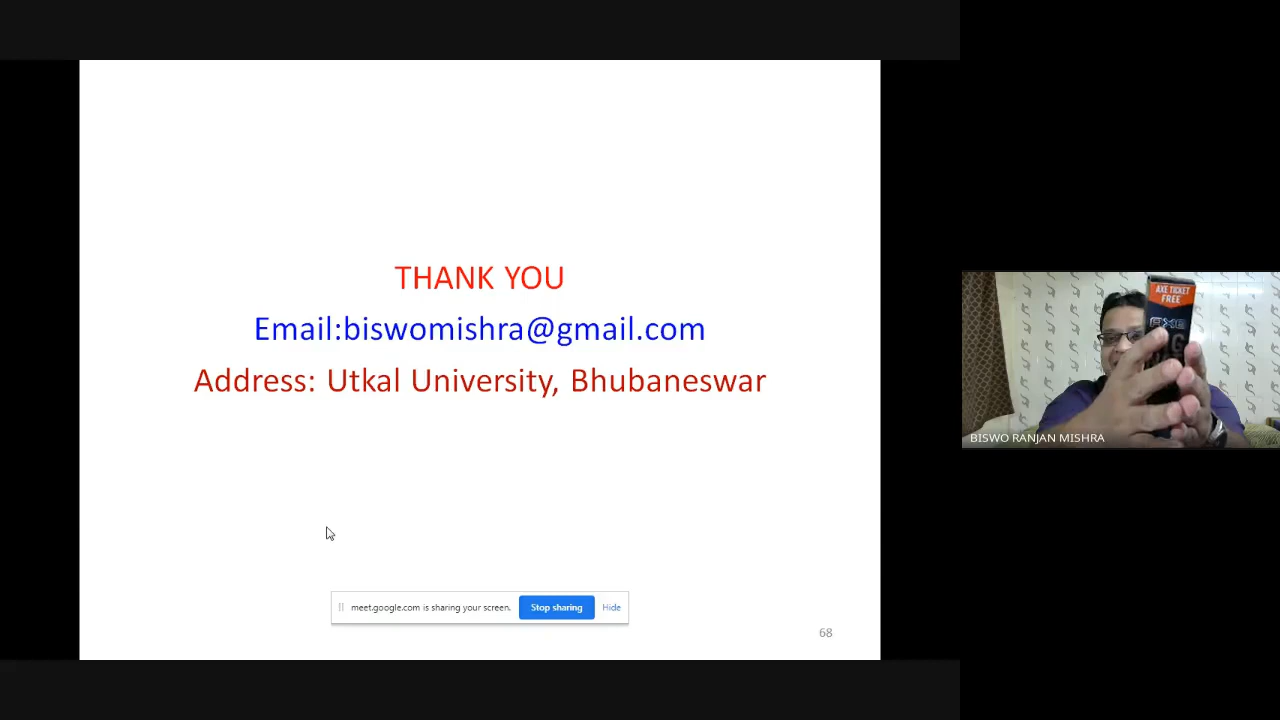 THANK YOU
Email:biswomishra@gmail.com
Address: Utkal University, Bhubaneswar
meet.google.com is sharing your screen.
Stop sharing
Hide
68
AXE TICKET
FREE
AXE
BISWO RANJAN MISHRA